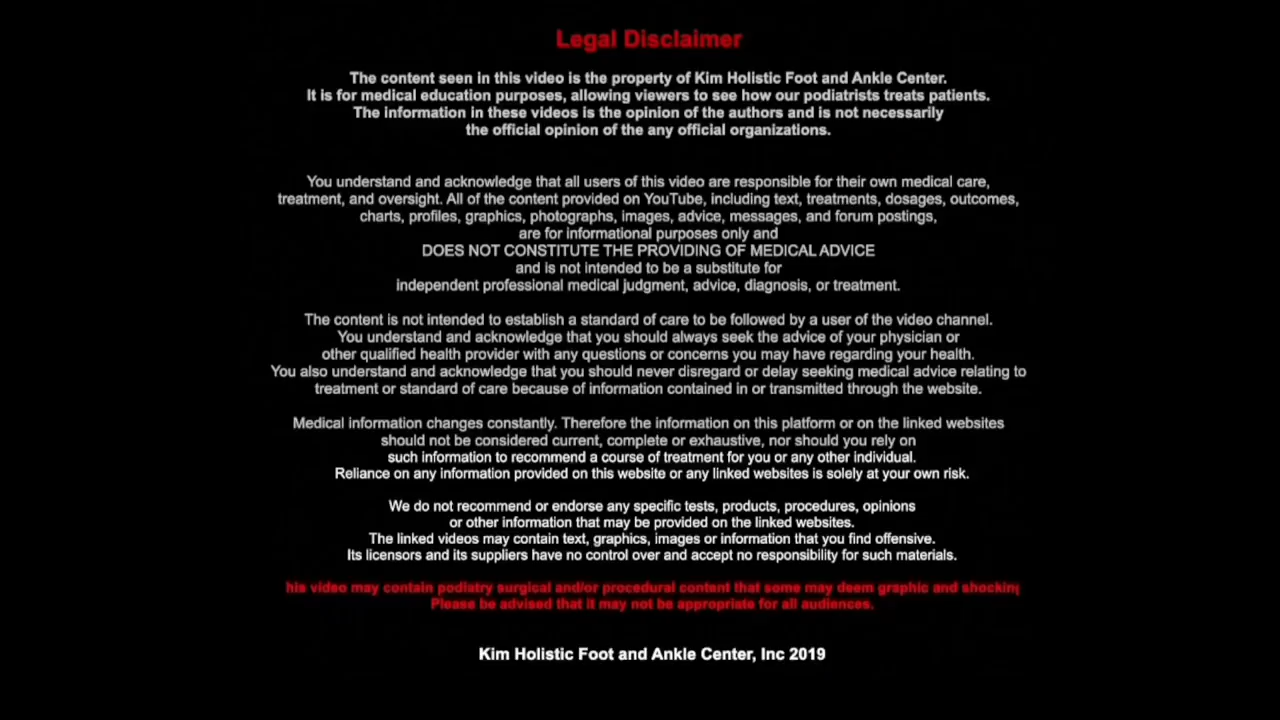 Legal Disclaimer
The content seen in this video is the property of Kim Holistic Foot and Ankle Center.
It is for medical education purposes, allowing viewers to see how our podiatrists treats patients.
The information in these videos is the opinion of the authors and is not necessarily
the official opinion of the any official organizations.
You understand and acknowledge that all users of this video are responsible for their own medical care,
treatment, and oversight. All of the content provided on YouTube, including text, treatments, dosages, outcomes,
charts, profiles, graphics, photographs, images, advice, messages, and forum postings,
are for informational purposes only and
DOES NOT CONSTITUTE THE PROVIDING OF MEDICAL ADVICE
and is not intended to be a substitute for
independent professional medical judgment, advice, diagnosis, or treatment.
The content is not intended to establish a standard of care to be followed by a user of the video channel.
You understand and acknowledge that you should always seek the advice of your physician or
other qualified health provider with any questions or concerns you may have regarding your health.
You also understand and acknowledge that you should never disregard or delay seeking medical advice relating to
treatment or standard of care because of information contained in or transmitted through the website.
Medical information changes constantly. Therefore the information on this platform or on the linked websites
should not be considered current, complete or exhaustive, nor should you rely on
such information to recommend a course of treatment for you or any other individual.
Reliance on any information provided on this website or any linked websites is solely at your own risk.
We do not recommend or endorse any specific tests, products, procedures, opinions
or other information that may be provided on the linked websites.
The linked videos may contain text, graphics, images or information that you find offensive.
Its licensors and its suppliers have no control over and accept no responsibility for such materials.
his video may contain podiatry surgical and/or procedural content that some may deem graphic and shocking
Please be advised that it may not be appropriate for all audiences.
Kim Holistic Foot and Ankle Center, Inc 2019